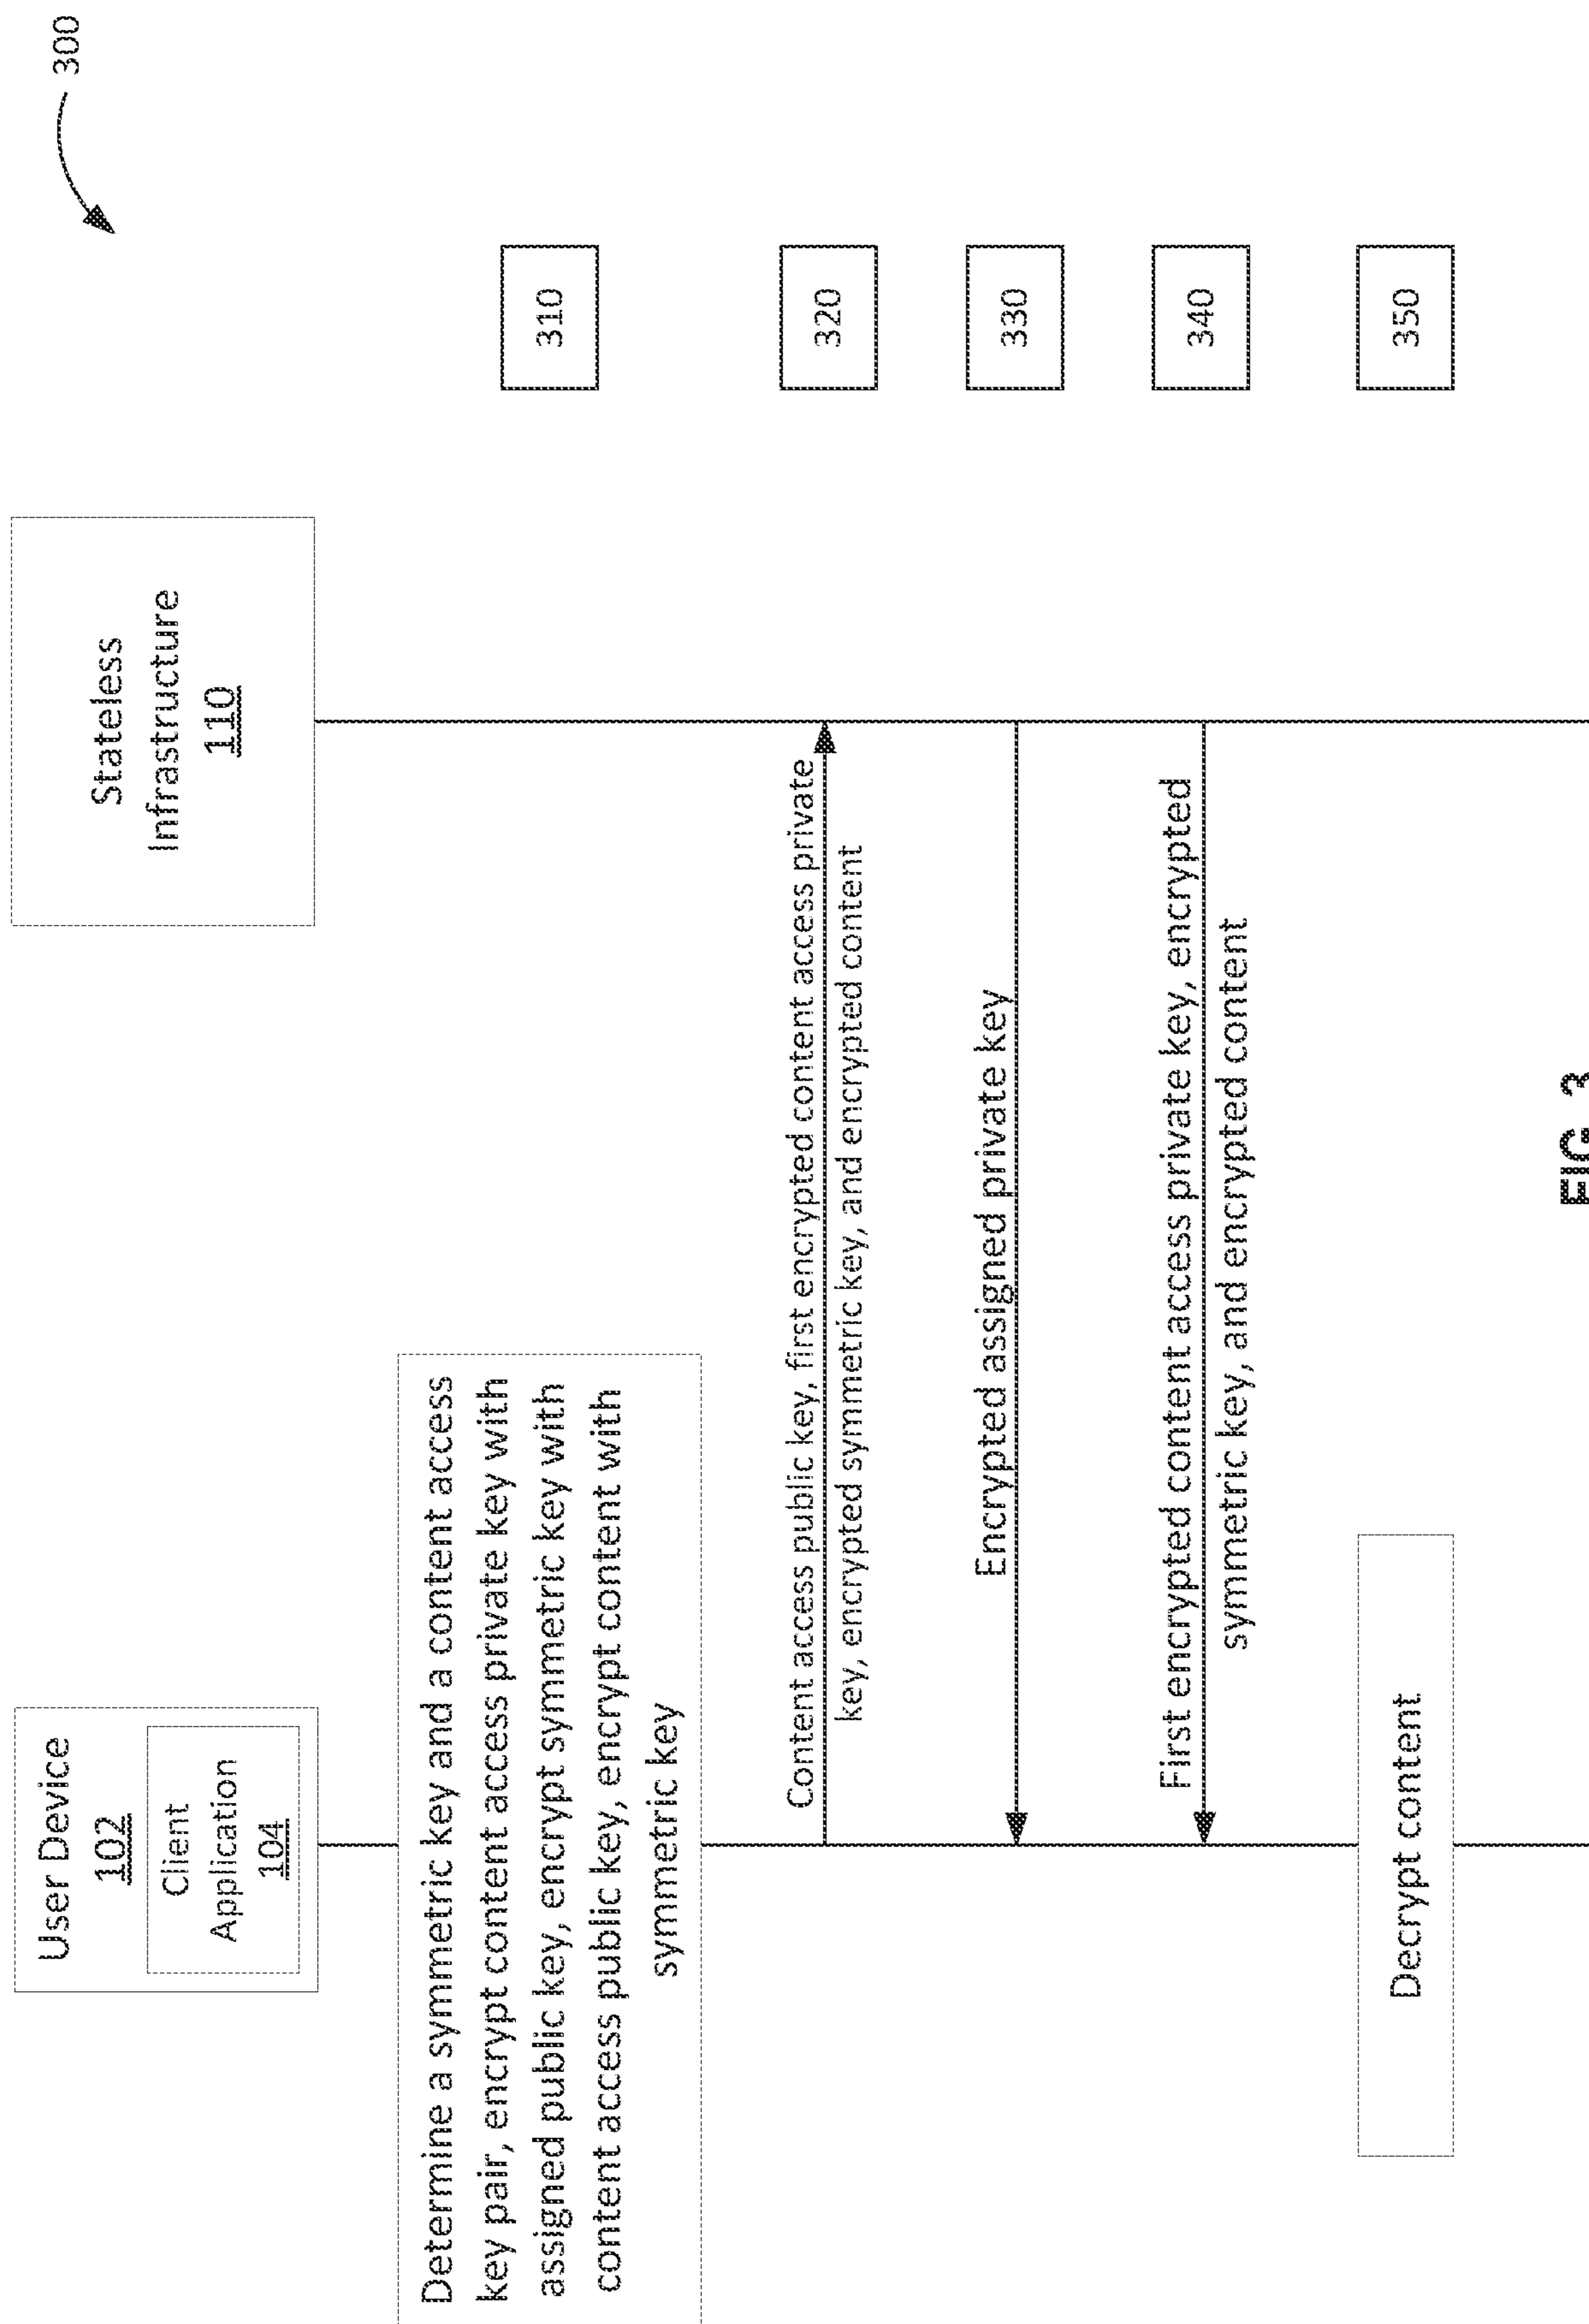 300
User Device
102
Client
Application
104
Stateless
Infrastructure
110
Determine a symmetric key and a content access
key pair, encrypt content access private key with
assigned public key, encrypt symmetric key with
content access public key, encrypt content with
symmetric key
310
Content access public key, first encrypted content access private
key, encrypted symmetric key, and encrypted content
320
Encrypted assigned private key
330
First encrypted content access private key, encrypted
symmetric key, and encrypted content
340
Decrypt content
350
FIG. 3